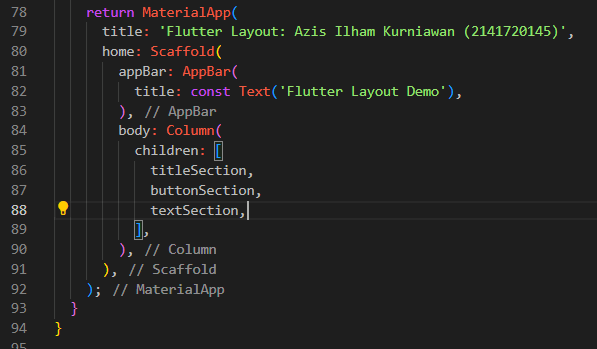 78 return MaterialApp(
79 title: 'Flutter Layout: Azis Ilham Kurniawan (2141720145)',
80 home: Scaffold(
81 appBar: AppBar(
82 title: const Text('Flutter Layout Demo'),
83 ), // AppBar
84 body: Column(
85 children: [
86 titleSection,
87 buttonSection,
88 textSection,
89 ],
90 ), // Column
91 ), // Scaffold
92 ); // MaterialApp
93 }
94 }
95